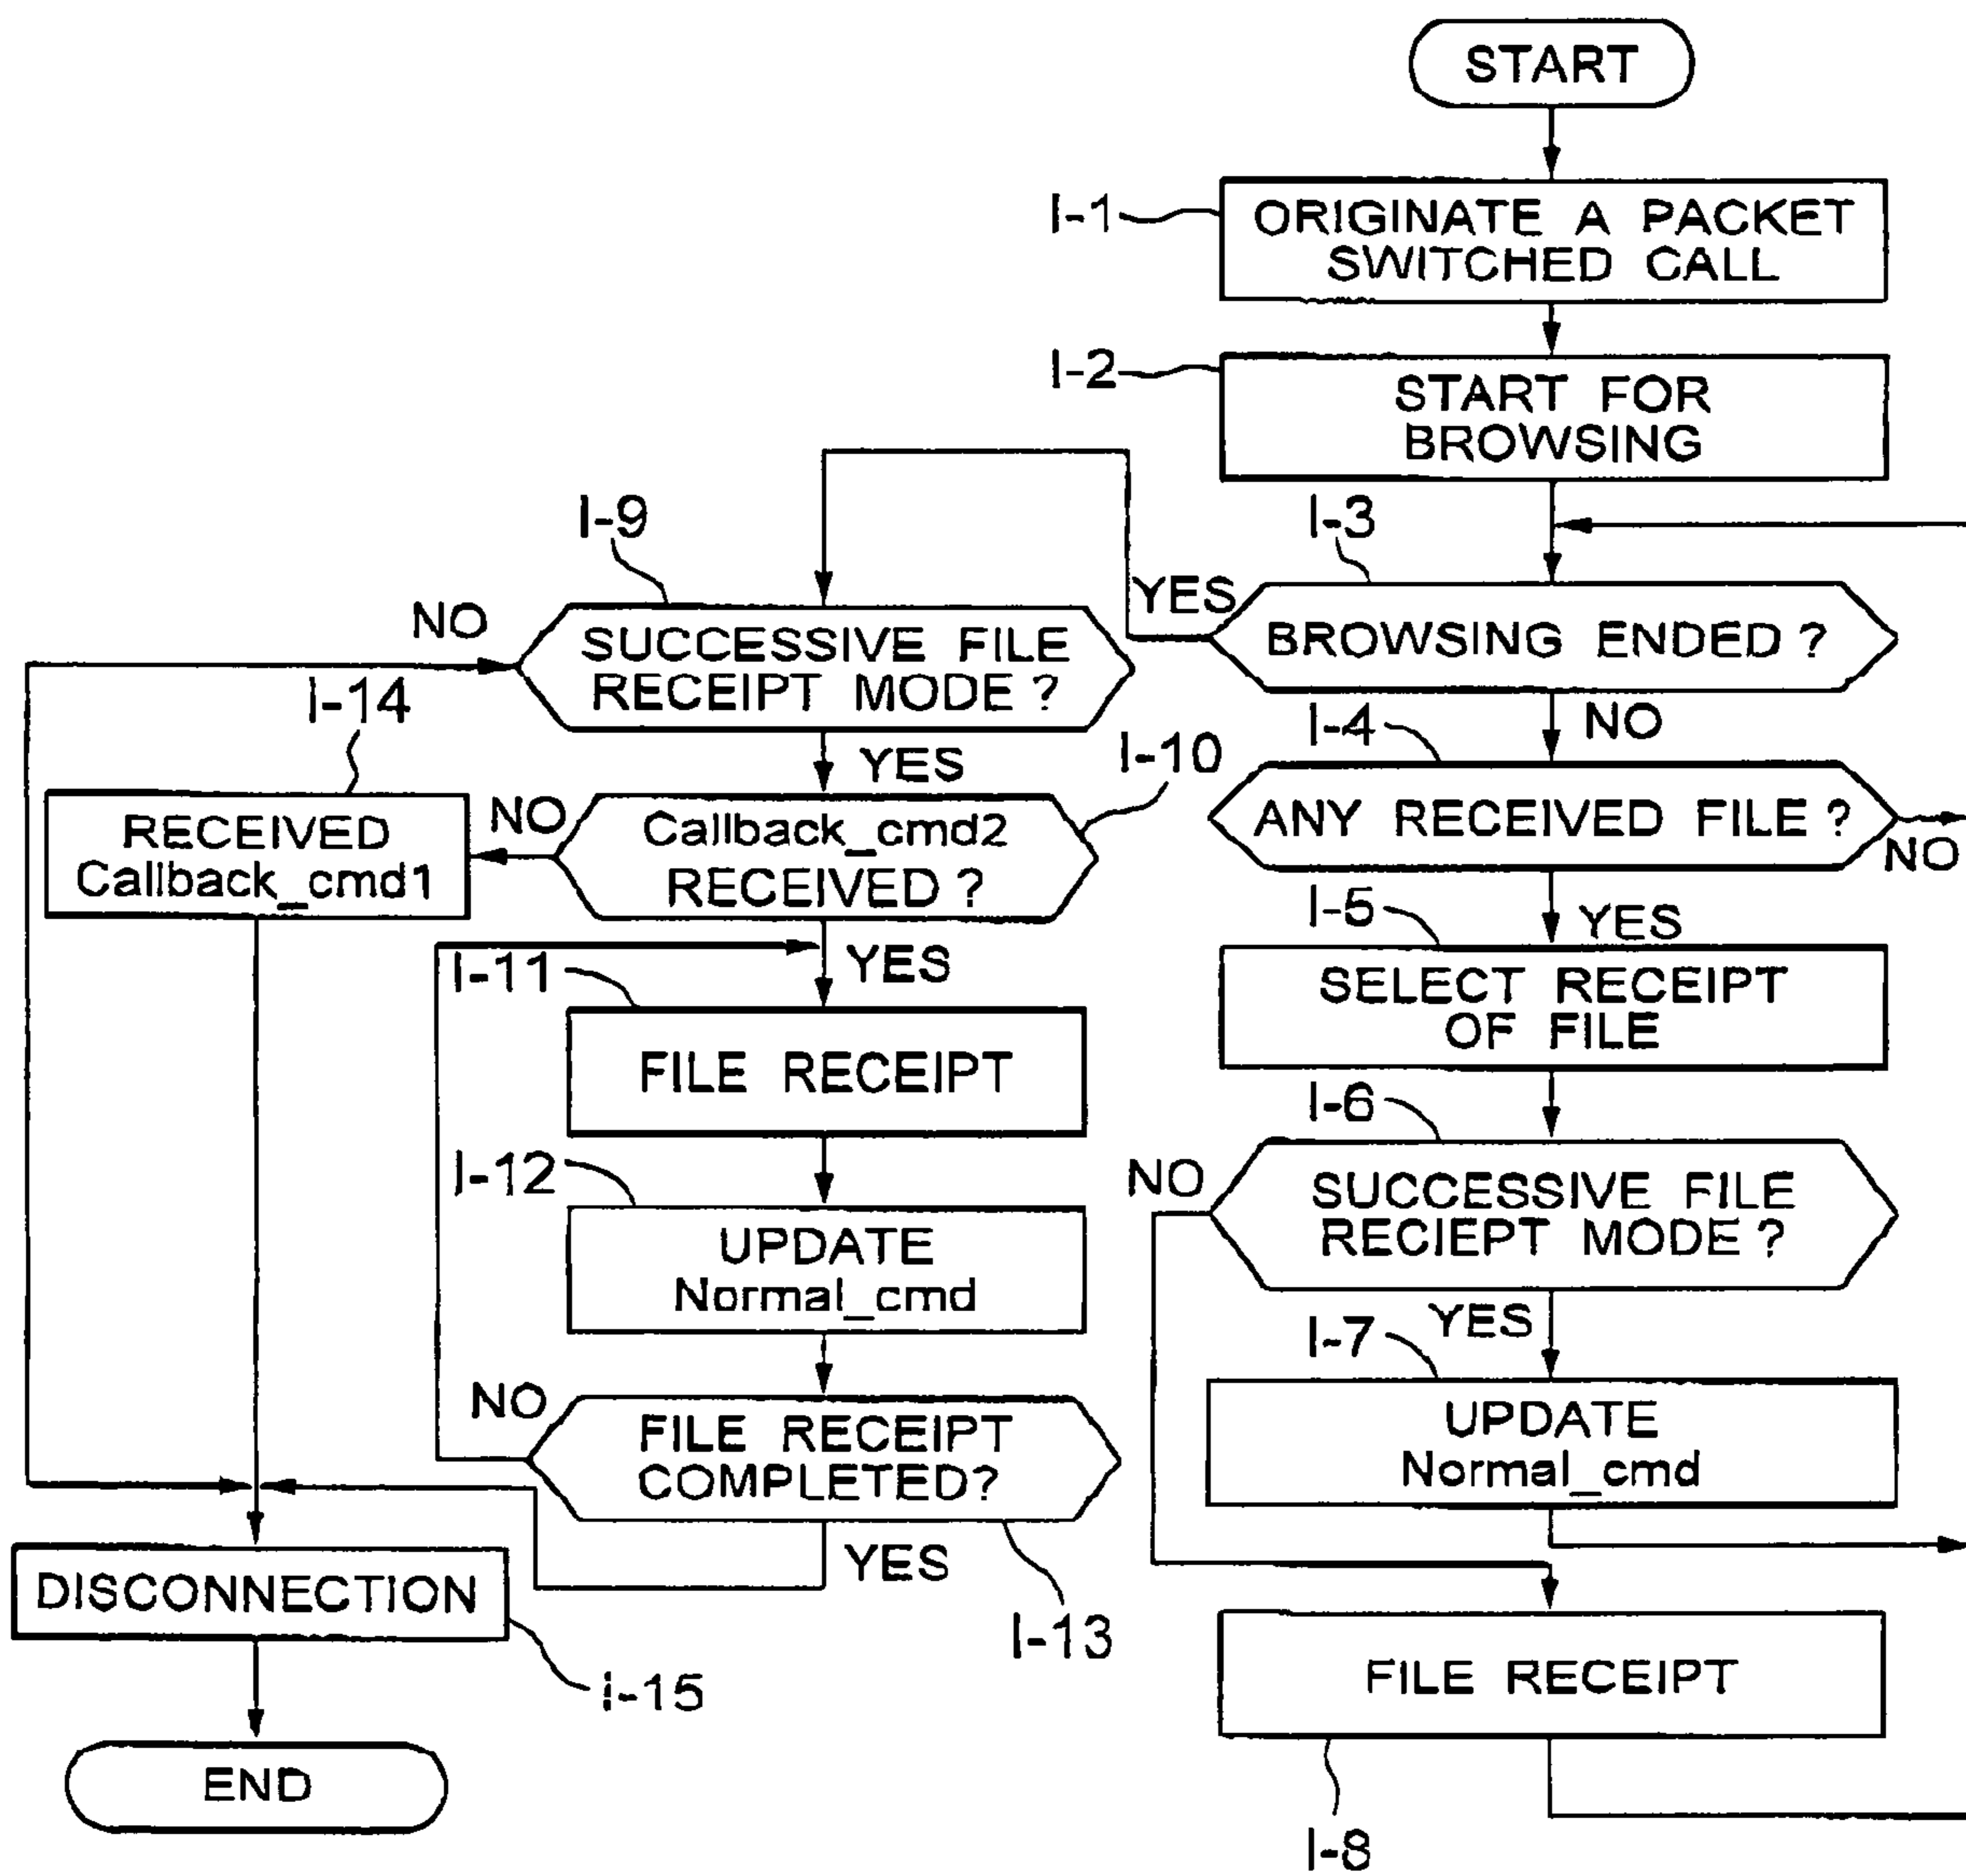 START
I-1
ORIGINATE A PACKET
SWITCHED CALL
I-2
START FOR
BROWSING
I-3
BROWSING ENDED ?
YES
NO
I-4
ANY RECEIVED FILE ?
NO
YES
I-5
SELECT RECEIPT
OF FILE
I-6
SUCCESSIVE FILE
RECIEPT MODE ?
NO
YES
I-7
UPDATE
Normal_cmd
FILE RECEIPT
I-8
I-9
SUCCESSIVE FILE
RECEIPT MODE ?
NO
YES
I-10
Callback_cmd2
RECEIVED ?
NO
YES
I-14
RECEIVED
Callback_cmd1
I-11
FILE RECEIPT
I-12
UPDATE
Normal_cmd
FILE RECEIPT
COMPLETED?
NO
YES
I-13
DISCONNECTION
I-15
END